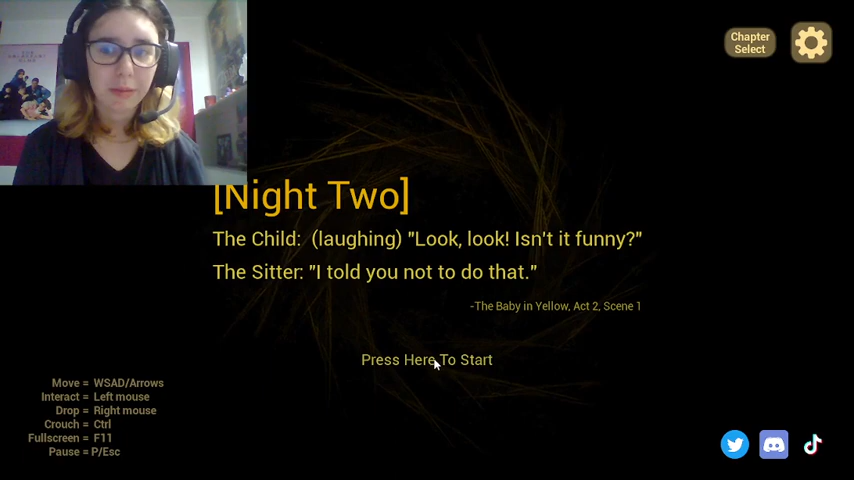 Chapter
Select
[Night Two]
The Child:  (laughing) "Look, look! Isn't it funny?"
The Sitter: "I told you not to do that."
-The Baby in Yellow, Act 2, Scene 1
Press Here To Start
Move = WSAD/Arrows
Interact = Left mouse
Drop = Right mouse
Crouch = Ctrl
Fullscreen = F11
Pause = P/Esc